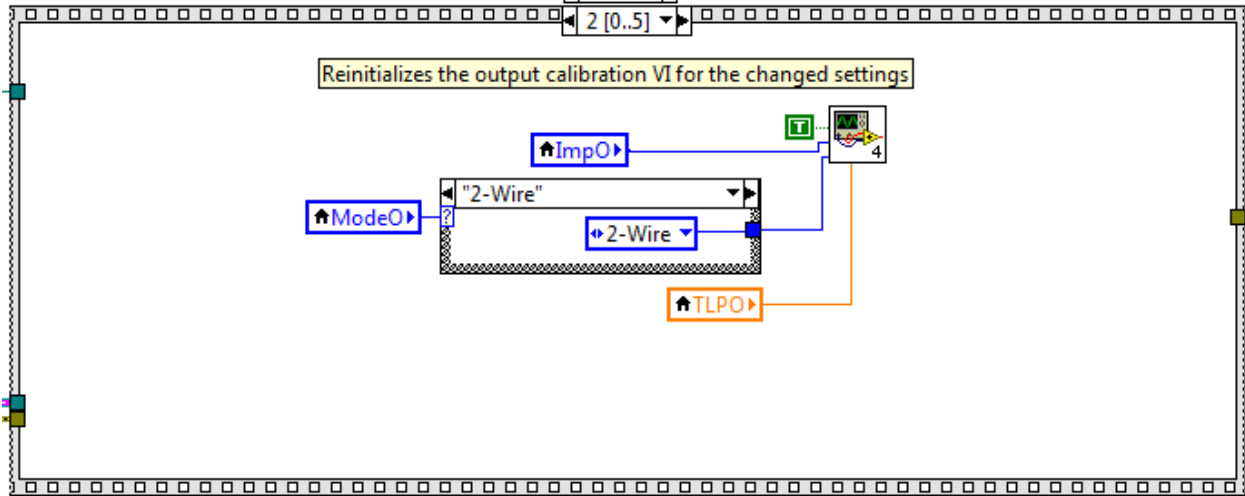 2 [0..5]
Reinitializes the output calibration VI for the changed settings
T
ImpO
4
"2-Wire"
ModeO
?
2-Wire
TLPO